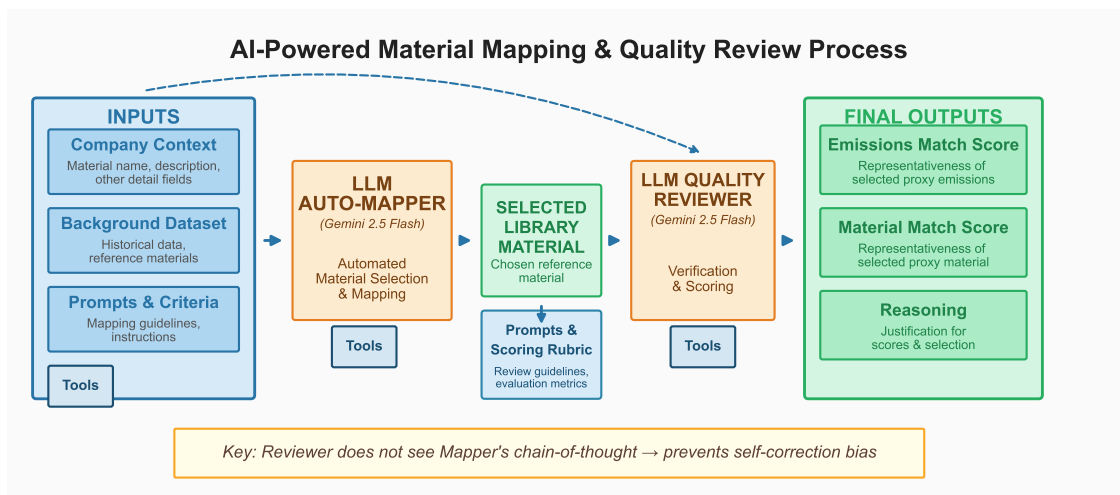 AI-Powered Material Mapping & Quality Review Process
INPUTS
Company Context
Material name, description,
other detail fields
Background Dataset
Historical data,
reference materials
Prompts & Criteria
Mapping guidelines,
instructions
Tools
LLM
AUTO-MAPPER
(Gemini 2.5 Flash)
Automated
Material Selection
& Mapping
Tools
SELECTED
LIBRARY
MATERIAL
Chosen reference
material
Prompts &
Scoring Rubric
Review guidelines,
evaluation metrics
LLM QUALITY
REVIEWER
(Gemini 2.5 Flash)
Verification
& Scoring
Tools
FINAL OUTPUTS
Emissions Match Score
Representativeness of
selected proxy emissions
Material Match Score
Representativeness of
selected proxy material
Reasoning
Justification for
scores & selection
Key: Reviewer does not see Mapper's chain-of-thought → prevents self-correction bias